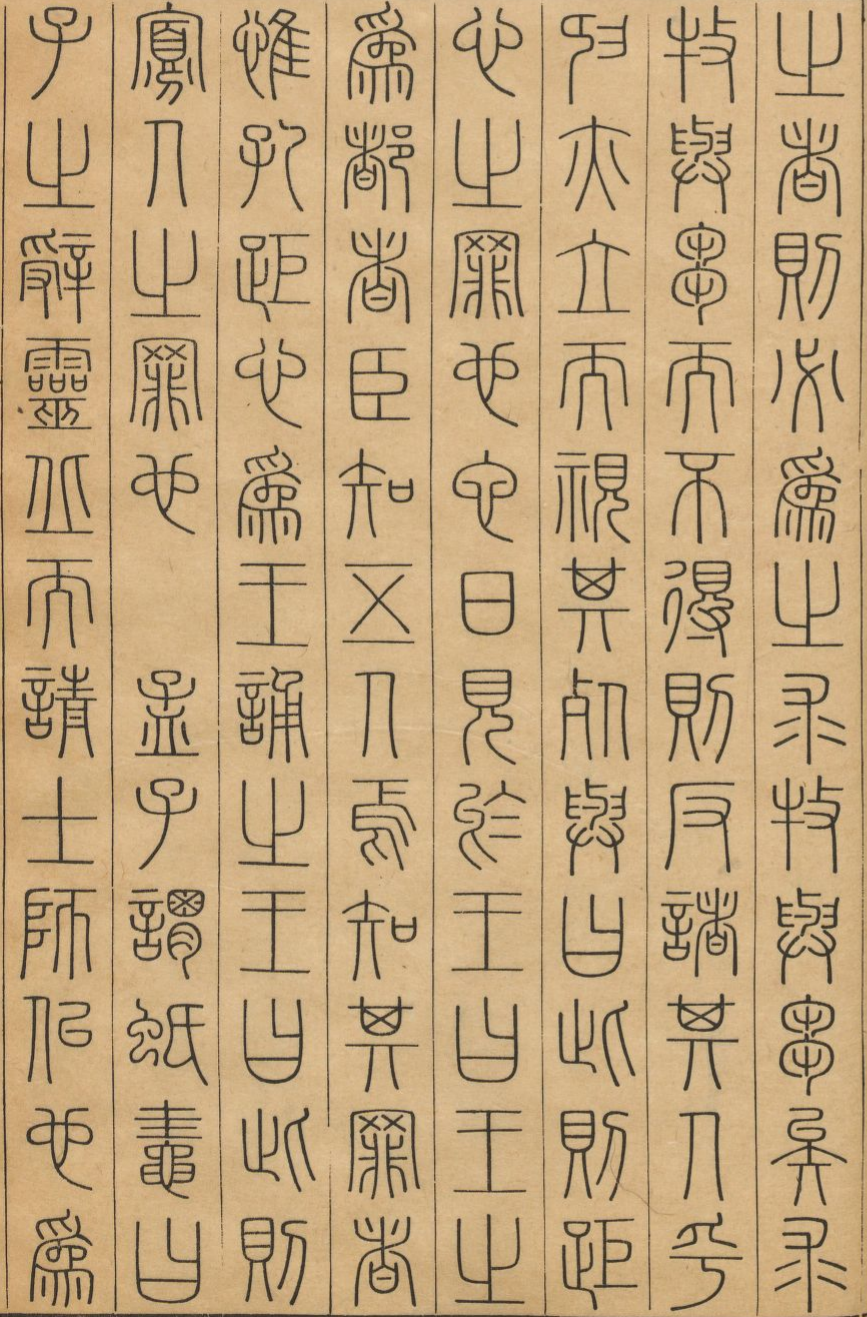 之者則必為之求牧與芻矣求
牧與芻而不得則反諸其人乎
抑亦立而視其死與曰此則距
心之罪也它日見於王曰王之
為都者臣知五人焉知其罪者
惟孔距心為王誦之王曰此則
寡人之罪也　孟子謂蚔鼃曰
子之辭靈丘而請士師似也為